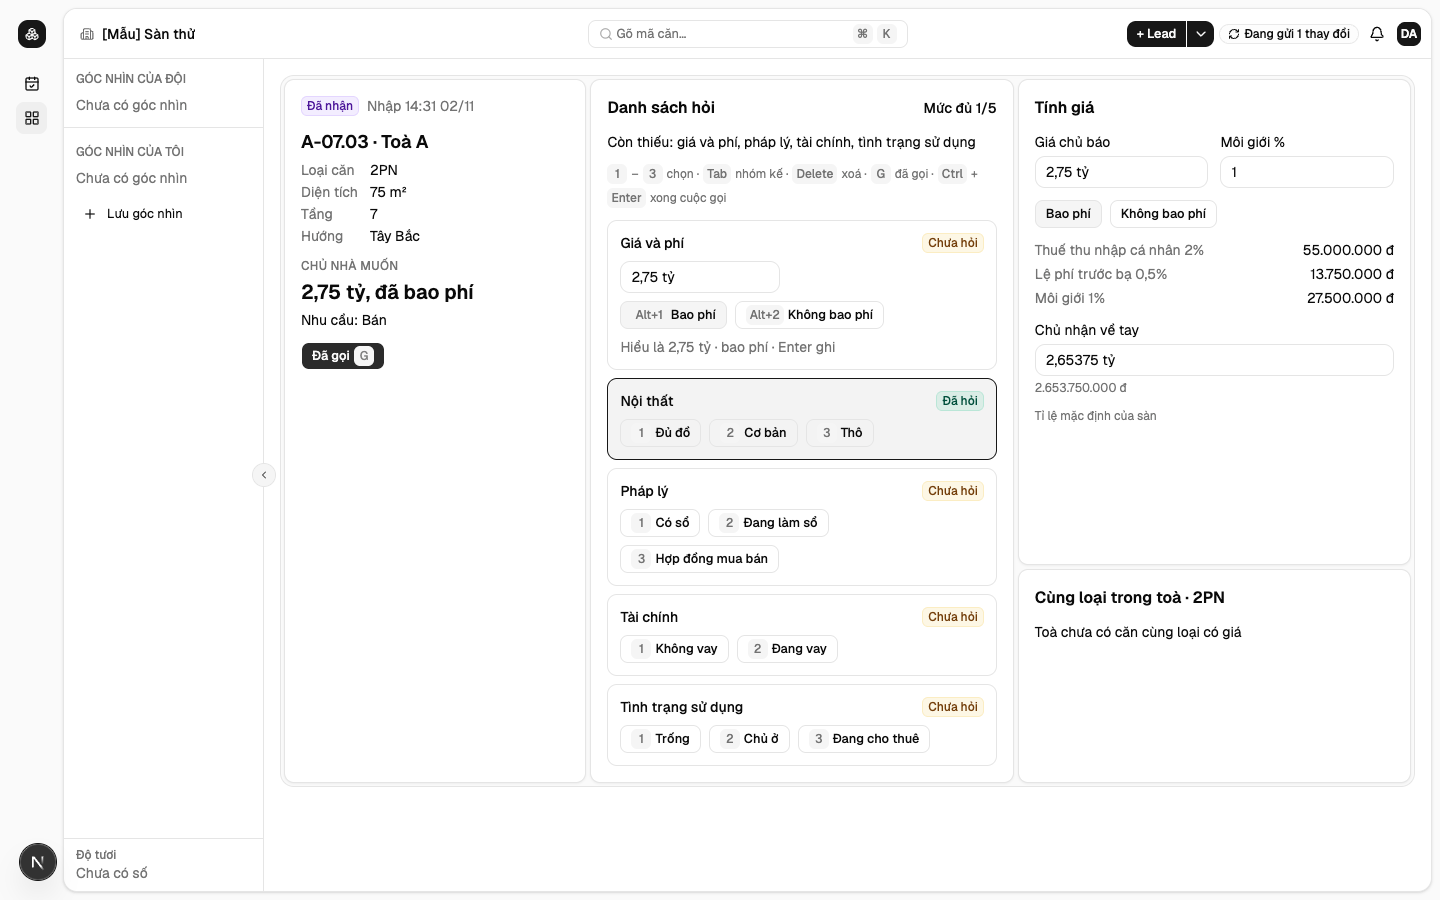 [Mẫu] Sàn thử
Gõ mã căn...
⌘ K
+ Lead
Đang gửi 1 thay đổi
DA
GÓC NHÌN CỦA ĐỘI
Chưa có góc nhìn
GÓC NHÌN CỦA TÔI
Chưa có góc nhìn
+ Lưu góc nhìn
Độ tươi
Chưa có số
N
Đã nhận Nhập 14:31 02/11
A-07.03 · Toà A
Loại căn 2PN
Diện tích 75 m²
Tầng 7
Hướng Tây Bắc
CHỦ NHÀ MUỐN
2,75 tỷ, đã bao phí
Nhu cầu: Bán
Đã gọi G
Danh sách hỏi Mức đủ 1/5
Còn thiếu: giá và phí, pháp lý, tài chính, tình trạng sử dụng
1 – 3 chọn · Tab nhóm kế · Delete xoá · G đã gọi · Ctrl +
Enter xong cuộc gọi
Giá và phí Chưa hỏi
2,75 tỷ
Alt+1 Bao phí Alt+2 Không bao phí
Hiểu là 2,75 tỷ · bao phí · Enter ghi
Nội thất Đã hỏi
1 Đủ đồ 2 Cơ bản 3 Thô
Pháp lý Chưa hỏi
1 Có sổ 2 Đang làm sổ
3 Hợp đồng mua bán
Tài chính Chưa hỏi
1 Không vay 2 Đang vay
Tình trạng sử dụng Chưa hỏi
1 Trống 2 Chủ ở 3 Đang cho thuê
Tính giá
Giá chủ báo Môi giới %
2,75 tỷ 1
Bao phí Không bao phí
Thuế thu nhập cá nhân 2% 55.000.000 đ
Lệ phí trước bạ 0,5% 13.750.000 đ
Môi giới 1% 27.500.000 đ
Chủ nhận về tay
2,65375 tỷ
2.653.750.000 đ
Tỉ lệ mặc định của sàn
Cùng loại trong toà · 2PN
Toà chưa có căn cùng loại có giá